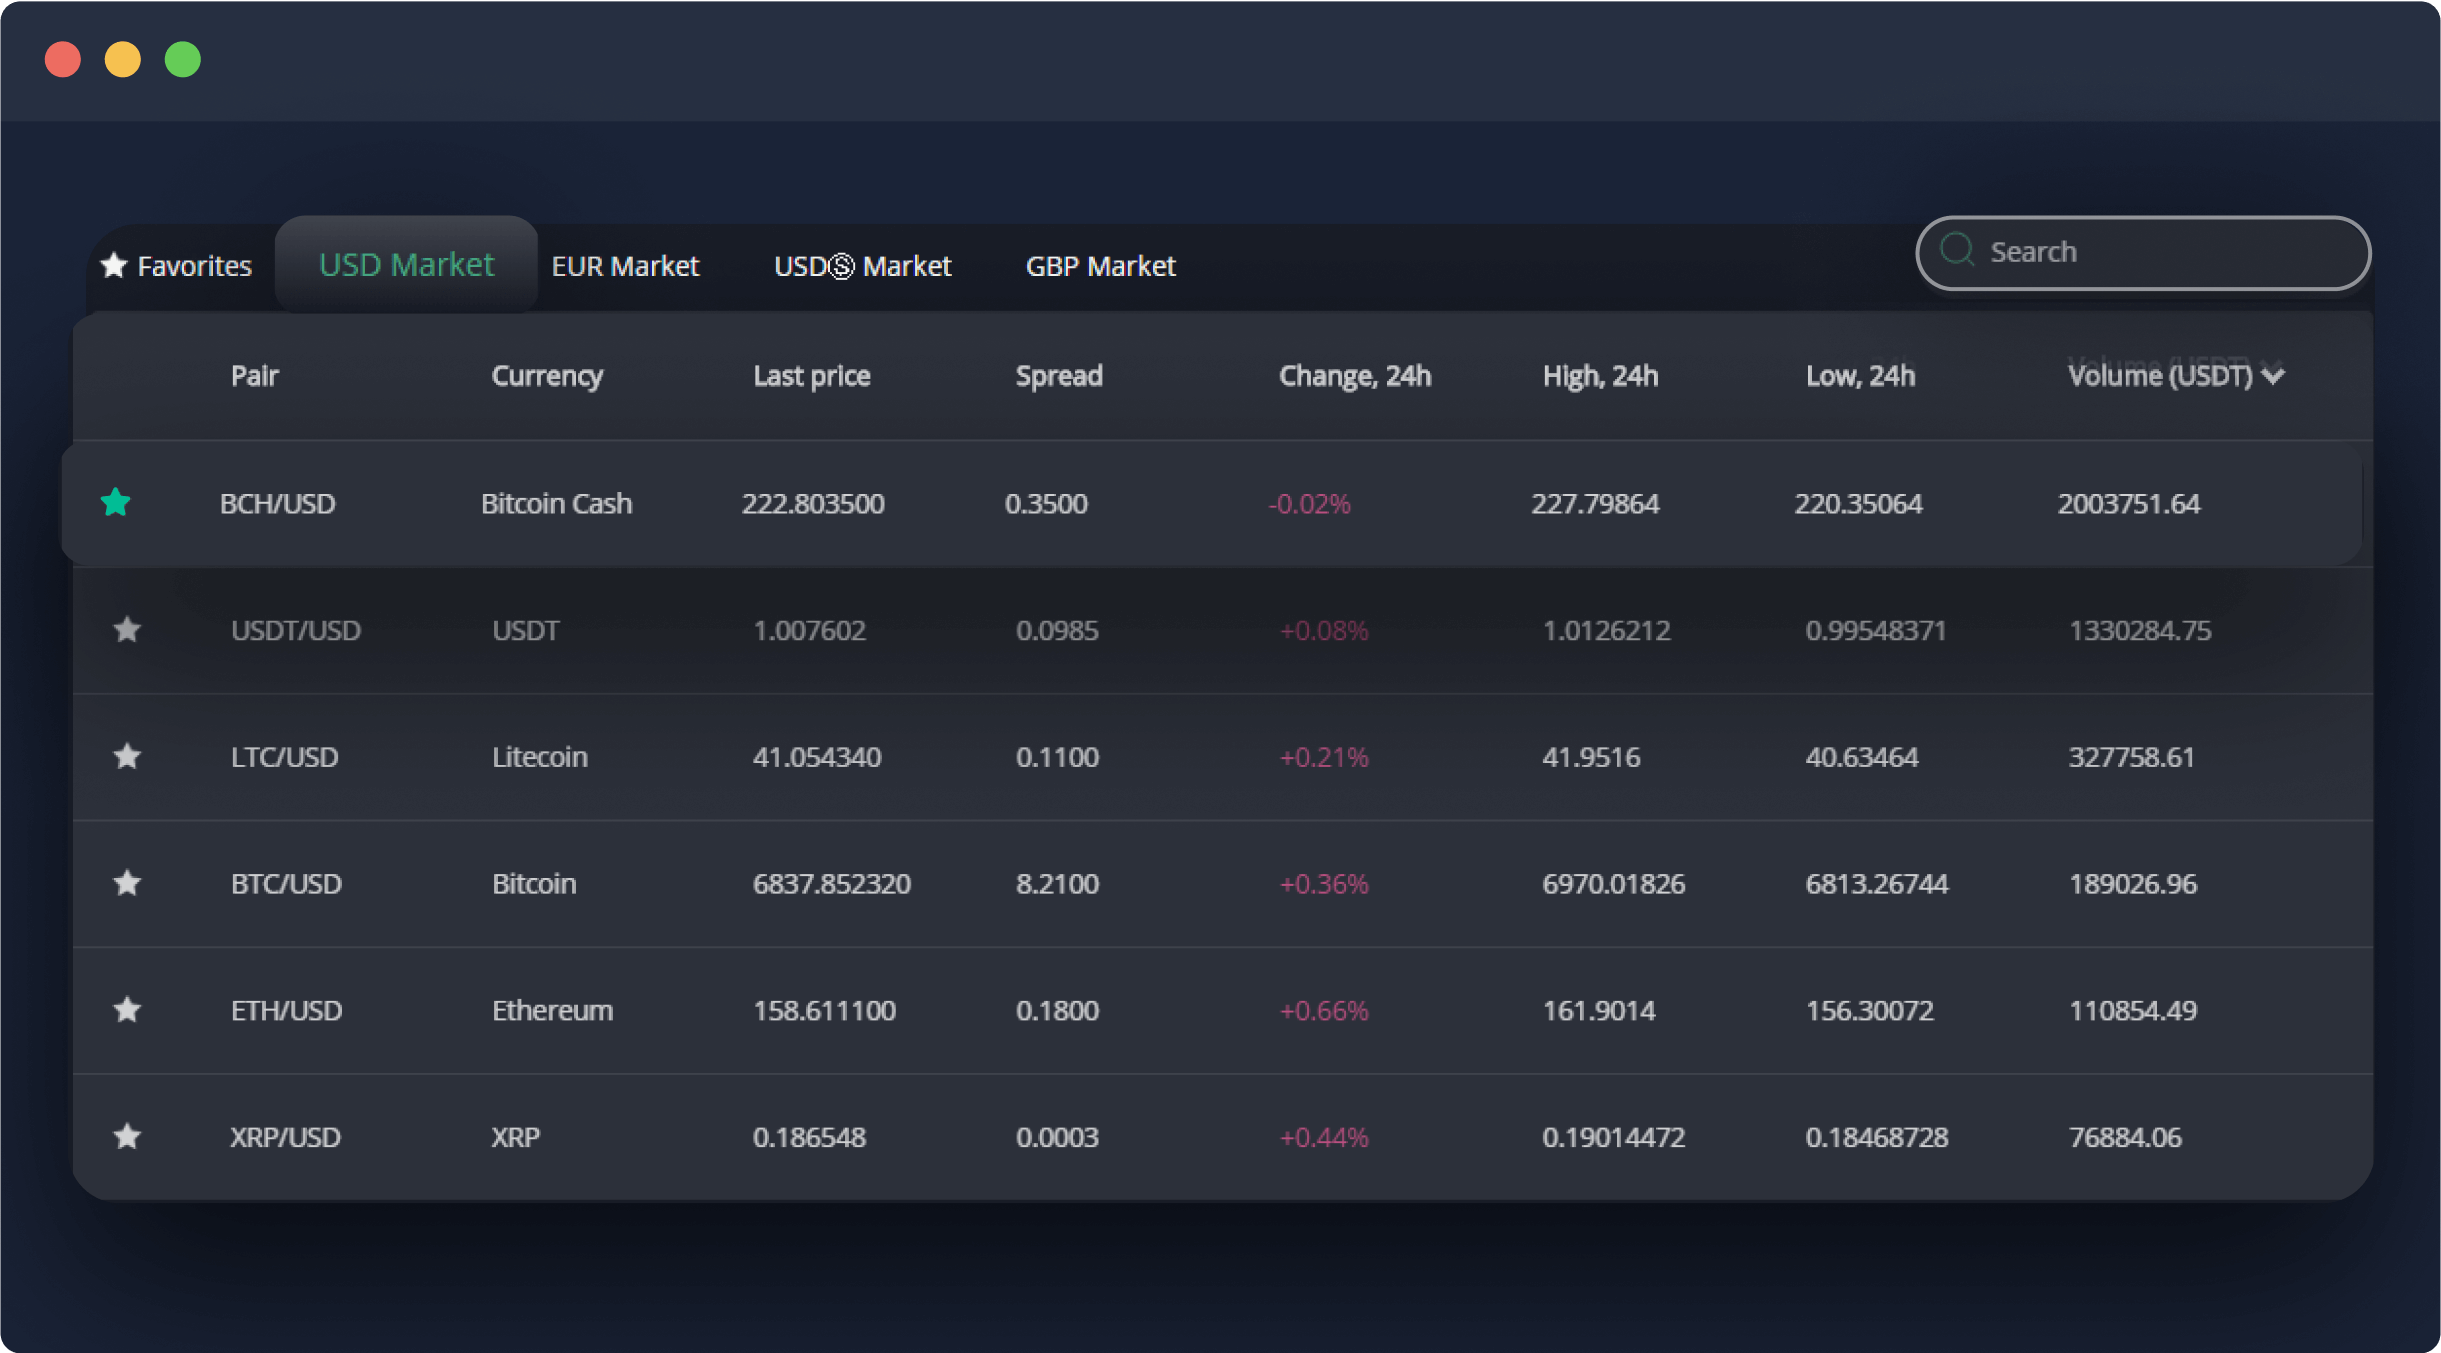 Favorites USD Market EUR Market USDⓈ Market GBP Market Search
Pair Currency Last price Spread Change, 24h High, 24h Low, 24h Volume (USDT)
BCH/USD Bitcoin Cash 222.803500 0.3500 -0.02% 227.79864 220.35064 2003751.64
USDT/USD USDT 1.007602 0.0985 +0.08% 1.0126212 0.99548371 1330284.75
LTC/USD Litecoin 41.054340 0.1100 +0.21% 41.9516 40.63464 327758.61
BTC/USD Bitcoin 6837.852320 8.2100 +0.36% 6970.01826 6813.26744 189026.96
ETH/USD Ethereum 158.611100 0.1800 +0.66% 161.9014 156.30072 110854.49
XRP/USD XRP 0.186548 0.0003 +0.44% 0.19014472 0.18468728 76884.06